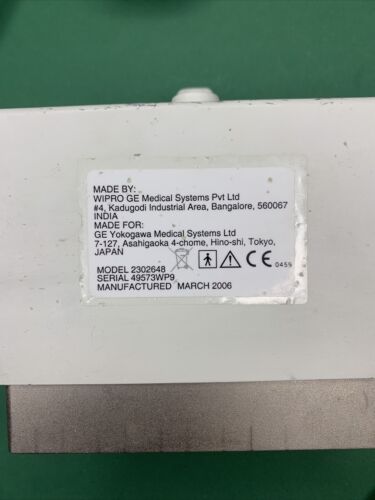 MADE BY:
WIPRO GE Medical Systems Pvt Ltd
#4, Kadugodi Industrial Area, Bangalore, 560067
INDIA
MADE FOR:
GE Yokogawa Medical Systems Ltd
7-127, Asahigaoka 4-chome, Hino-shi, Tokyo,
JAPAN
MODEL 2302648
SERIAL 49573WP9
CE 0459
MANUFACTURED MARCH 2006